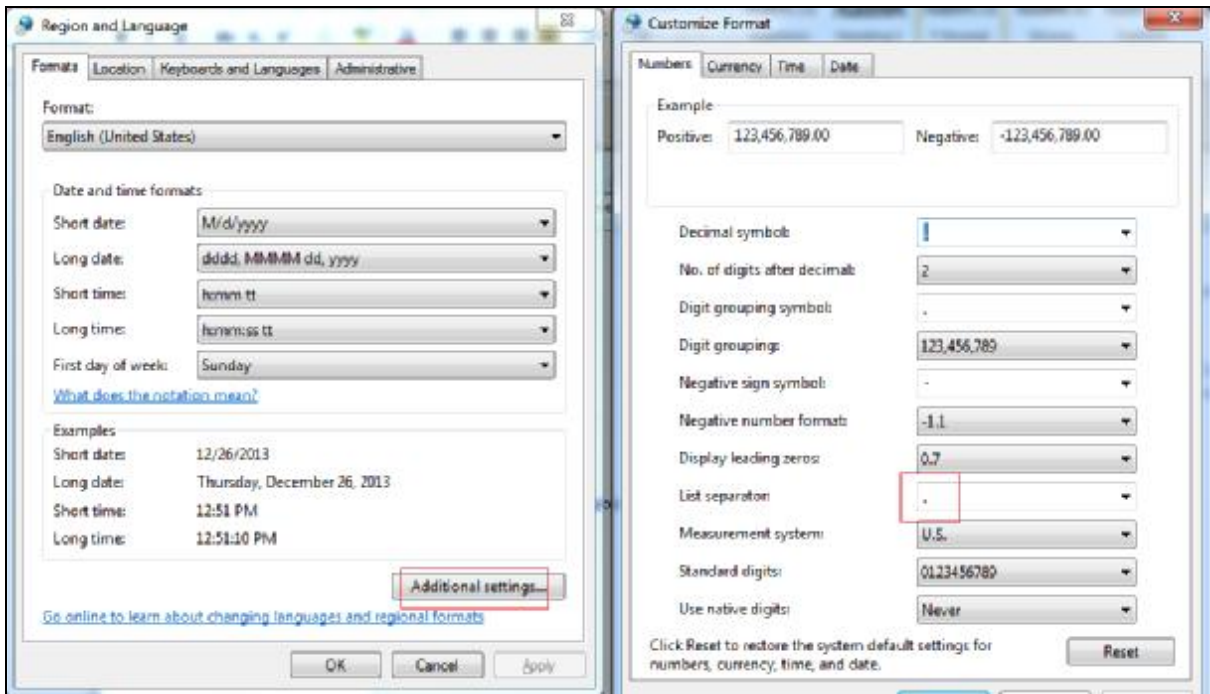 Region and Language
Formats Location Keyboards and Languages Administrative
Format:
English (United States)
Date and time formats
Short date: M/d/yyyy
Long date: dddd, MMMM dd, yyyy
Short time: h:mm tt
Long time: h:mm:ss tt
First day of week: Sunday
What does the notation mean?
Examples
Short date: 12/26/2013
Long date: Thursday, December 26, 2013
Short time: 12:51 PM
Long time: 12:51:10 PM
Additional settings...
Go online to learn about changing languages and regional formats
OK Cancel Apply
Customize Format
Numbers Currency Time Date
Example
Positive: 123,456,789.00 Negative: -123,456,789.00
Decimal symbol:
No. of digits after decimal: 2
Digit grouping symbol: ,
Digit grouping: 123,456,789
Negative sign symbol: -
Negative number format: -1.1
Display leading zeros: 0.7
List separator: ,
Measurement system: U.S.
Standard digits: 0123456789
Use native digits: Never
Click Reset to restore the system default settings for
numbers, currency, time, and date.
Reset